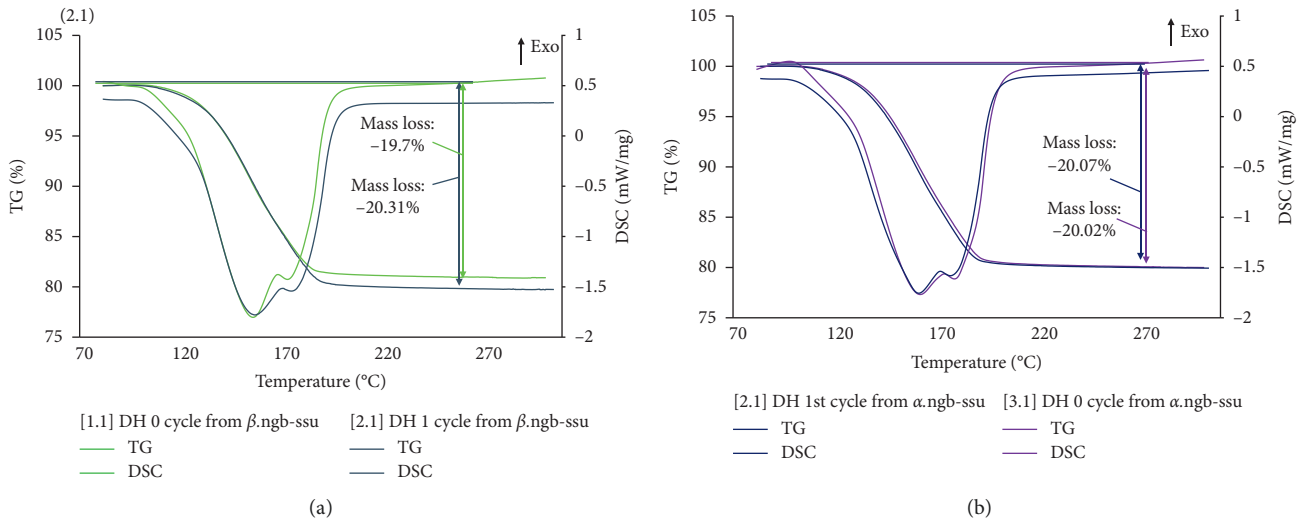 (2.1)
105
100
95
90
85
80
75
TG (%)
1
0.5
0
–0.5
–1
–1.5
–2
DSC (mW/mg)
Exo
Mass loss:
–19.7%
Mass loss:
–20.31%
70
120
170
220
270
Temperature (°C)
[1.1] DH 0 cycle from β.ngb-ssu
TG
DSC
[2.1] DH 1 cycle from β.ngb-ssu
TG
DSC
(a)
105
100
95
90
85
80
75
TG (%)
1
0.5
0
–0.5
–1
–1.5
–2
DSC (mW/mg)
Exo
Mass loss:
–20.07%
Mass loss:
–20.02%
70
120
170
220
270
Temperature (°C)
[2.1] DH 1st cycle from α.ngb-ssu
TG
DSC
[3.1] DH 0 cycle from α.ngb-ssu
TG
DSC
(b)